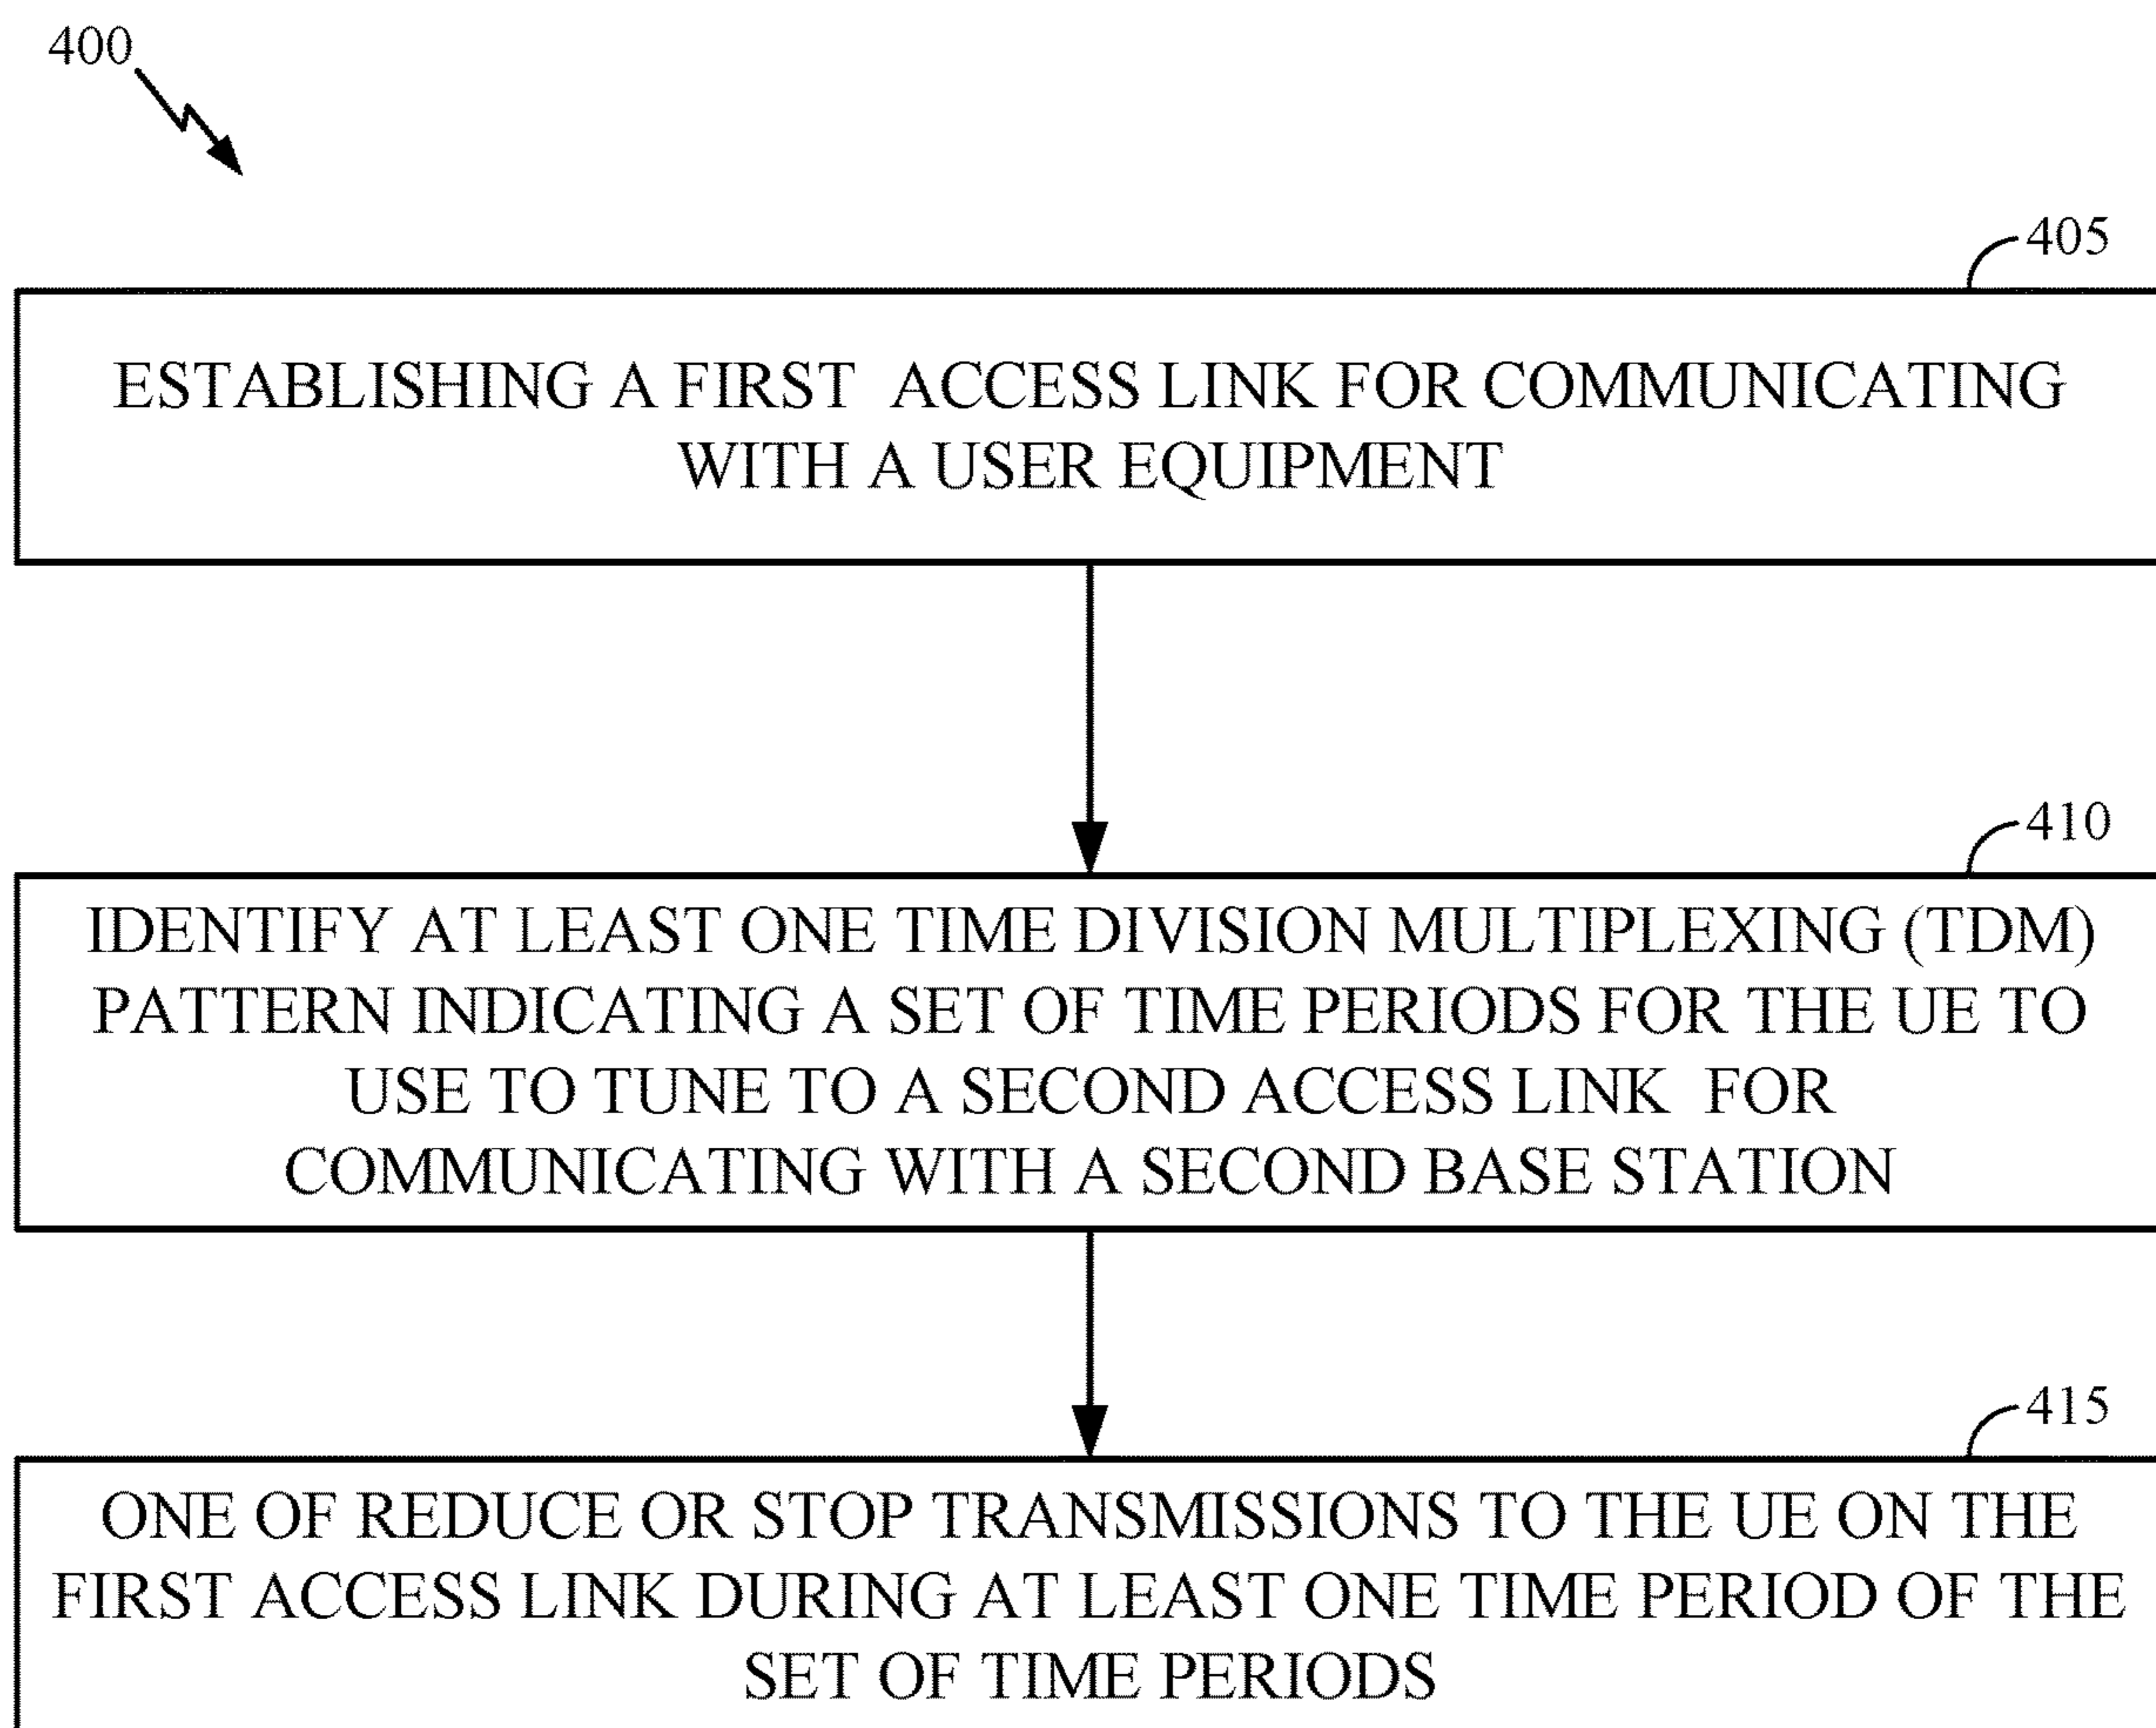 400
405
ESTABLISHING A FIRST ACCESS LINK FOR COMMUNICATING
WITH A USER EQUIPMENT
410
IDENTIFY AT LEAST ONE TIME DIVISION MULTIPLEXING (TDM)
PATTERN INDICATING A SET OF TIME PERIODS FOR THE UE TO
USE TO TUNE TO A SECOND ACCESS LINK FOR
COMMUNICATING WITH A SECOND BASE STATION
415
ONE OF REDUCE OR STOP TRANSMISSIONS TO THE UE ON THE
FIRST ACCESS LINK DURING AT LEAST ONE TIME PERIOD OF THE
SET OF TIME PERIODS